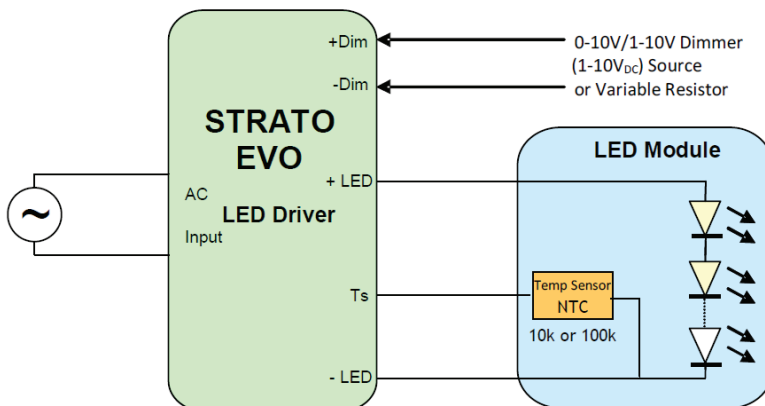 +Dim
-Dim
0-10V/1-10V Dimmer
(1-10VDC) Source
or Variable Resistor
STRATO
EVO
LED Driver
AC
Input
~
+ LED
Ts
- LED
LED Module
Temp Sensor
NTC
10k or 100k